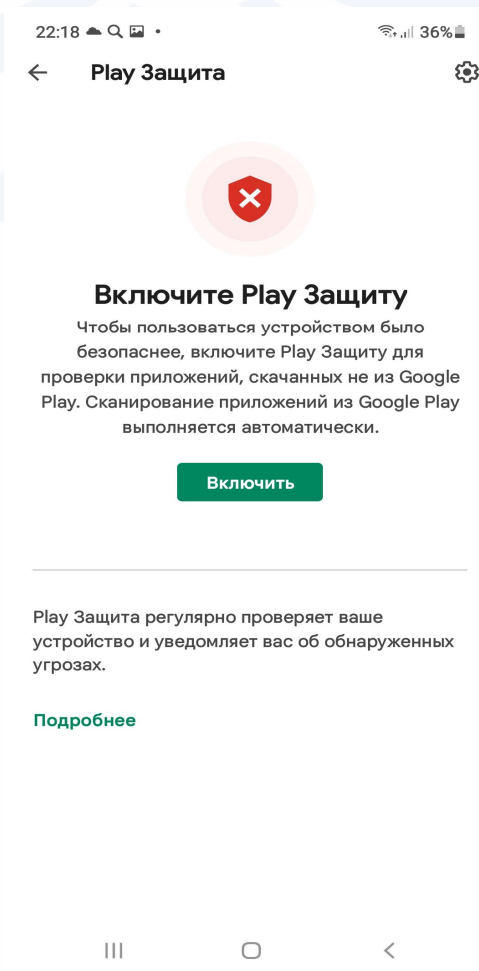 22:18
36%
Play Защита
Включите Play Защиту
Чтобы пользоваться устройством было
безопаснее, включите Play Защиту для
проверки приложений, скачанных не из Google
Play. Сканирование приложений из Google Play
выполняется автоматически.
Включить
Play Защита регулярно проверяет ваше
устройство и уведомляет вас об обнаруженных
угрозах.
Подробнее